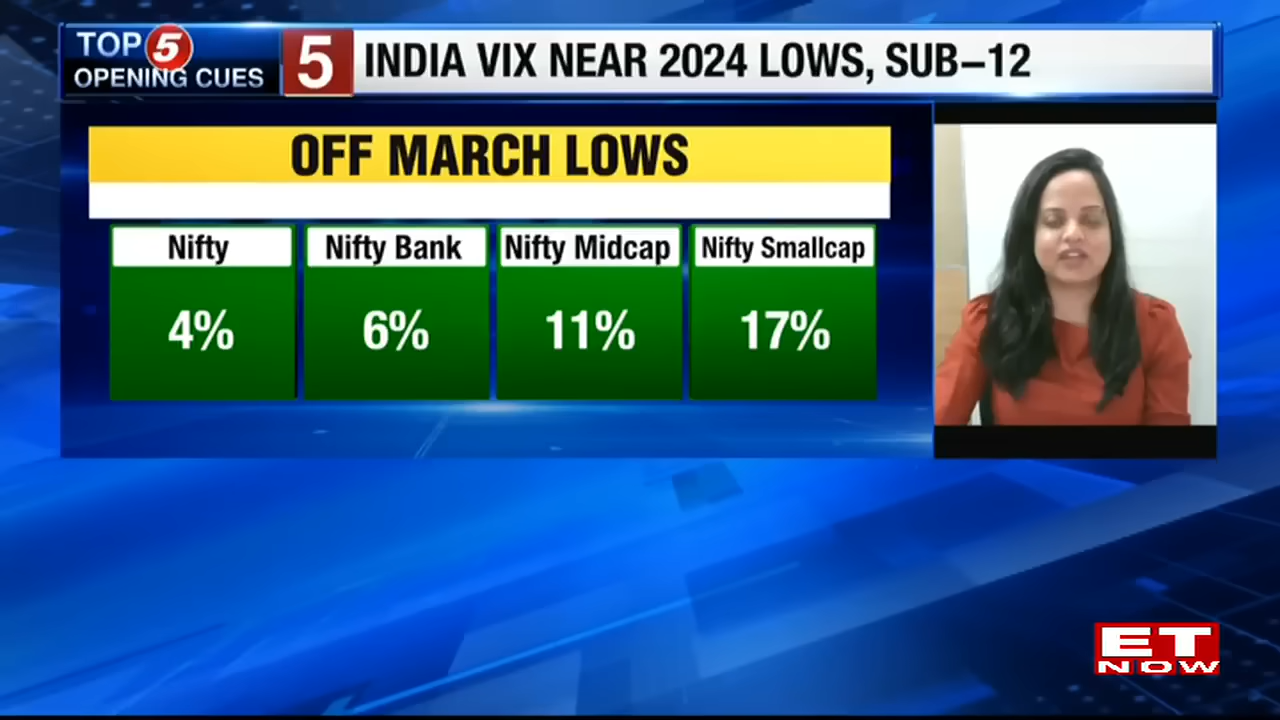 TOP 5
OPENING CUES
5
INDIA VIX NEAR 2024 LOWS, SUB–12
OFF MARCH LOWS
Nifty
Nifty Bank
Nifty Midcap
Nifty Smallcap
4%
6%
11%
17%
ET
NOW